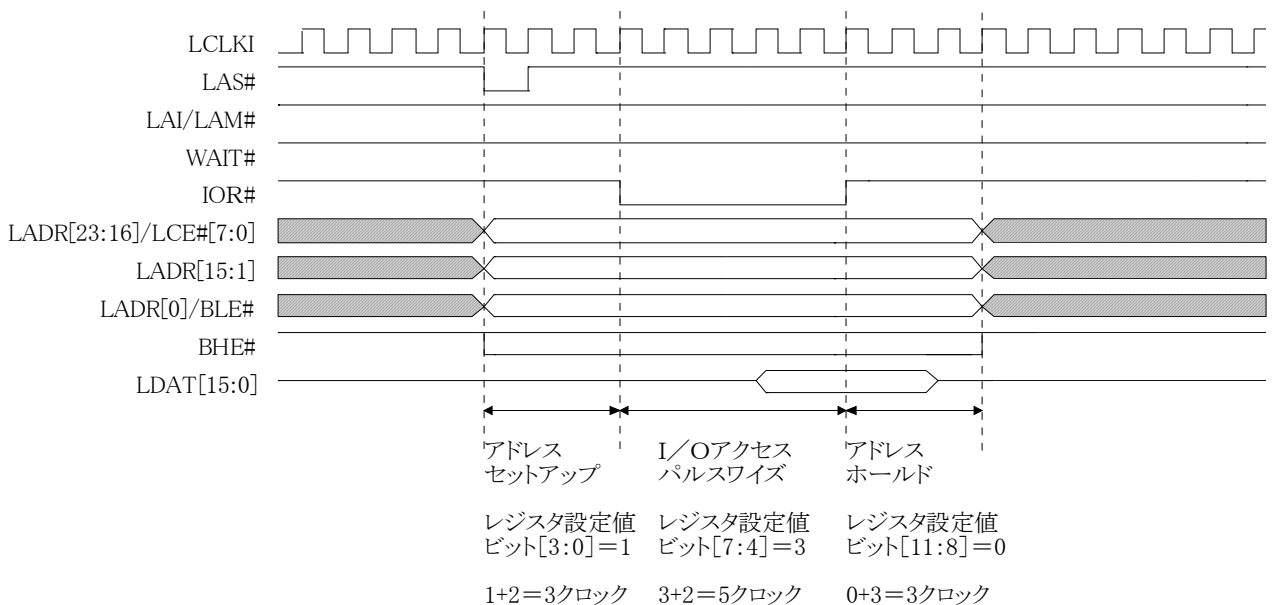 LCLKI
LAS#
LAI/LAM#
WAIT#
IOR#
LADR[23:16]/LCE#[7:0]
LADR[15:1]
LADR[0]/BLE#
BHE#
LDAT[15:0]
アドレス
セットアップ
レジスタ設定値
ビット[3:0]=1
1+2=3クロック
I/Oアクセス
パルスワイズ
レジスタ設定値
ビット[7:4]=3
3+2=5クロック
アドレス
ホールド
レジスタ設定値
ビット[11:8]=0
0+3=3クロック